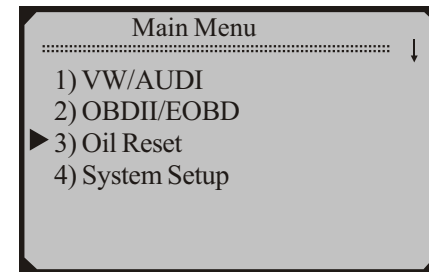 Main Menu
1) VW/AUDI
2) OBDII/EOBD
3) Oil Reset
4) System Setup